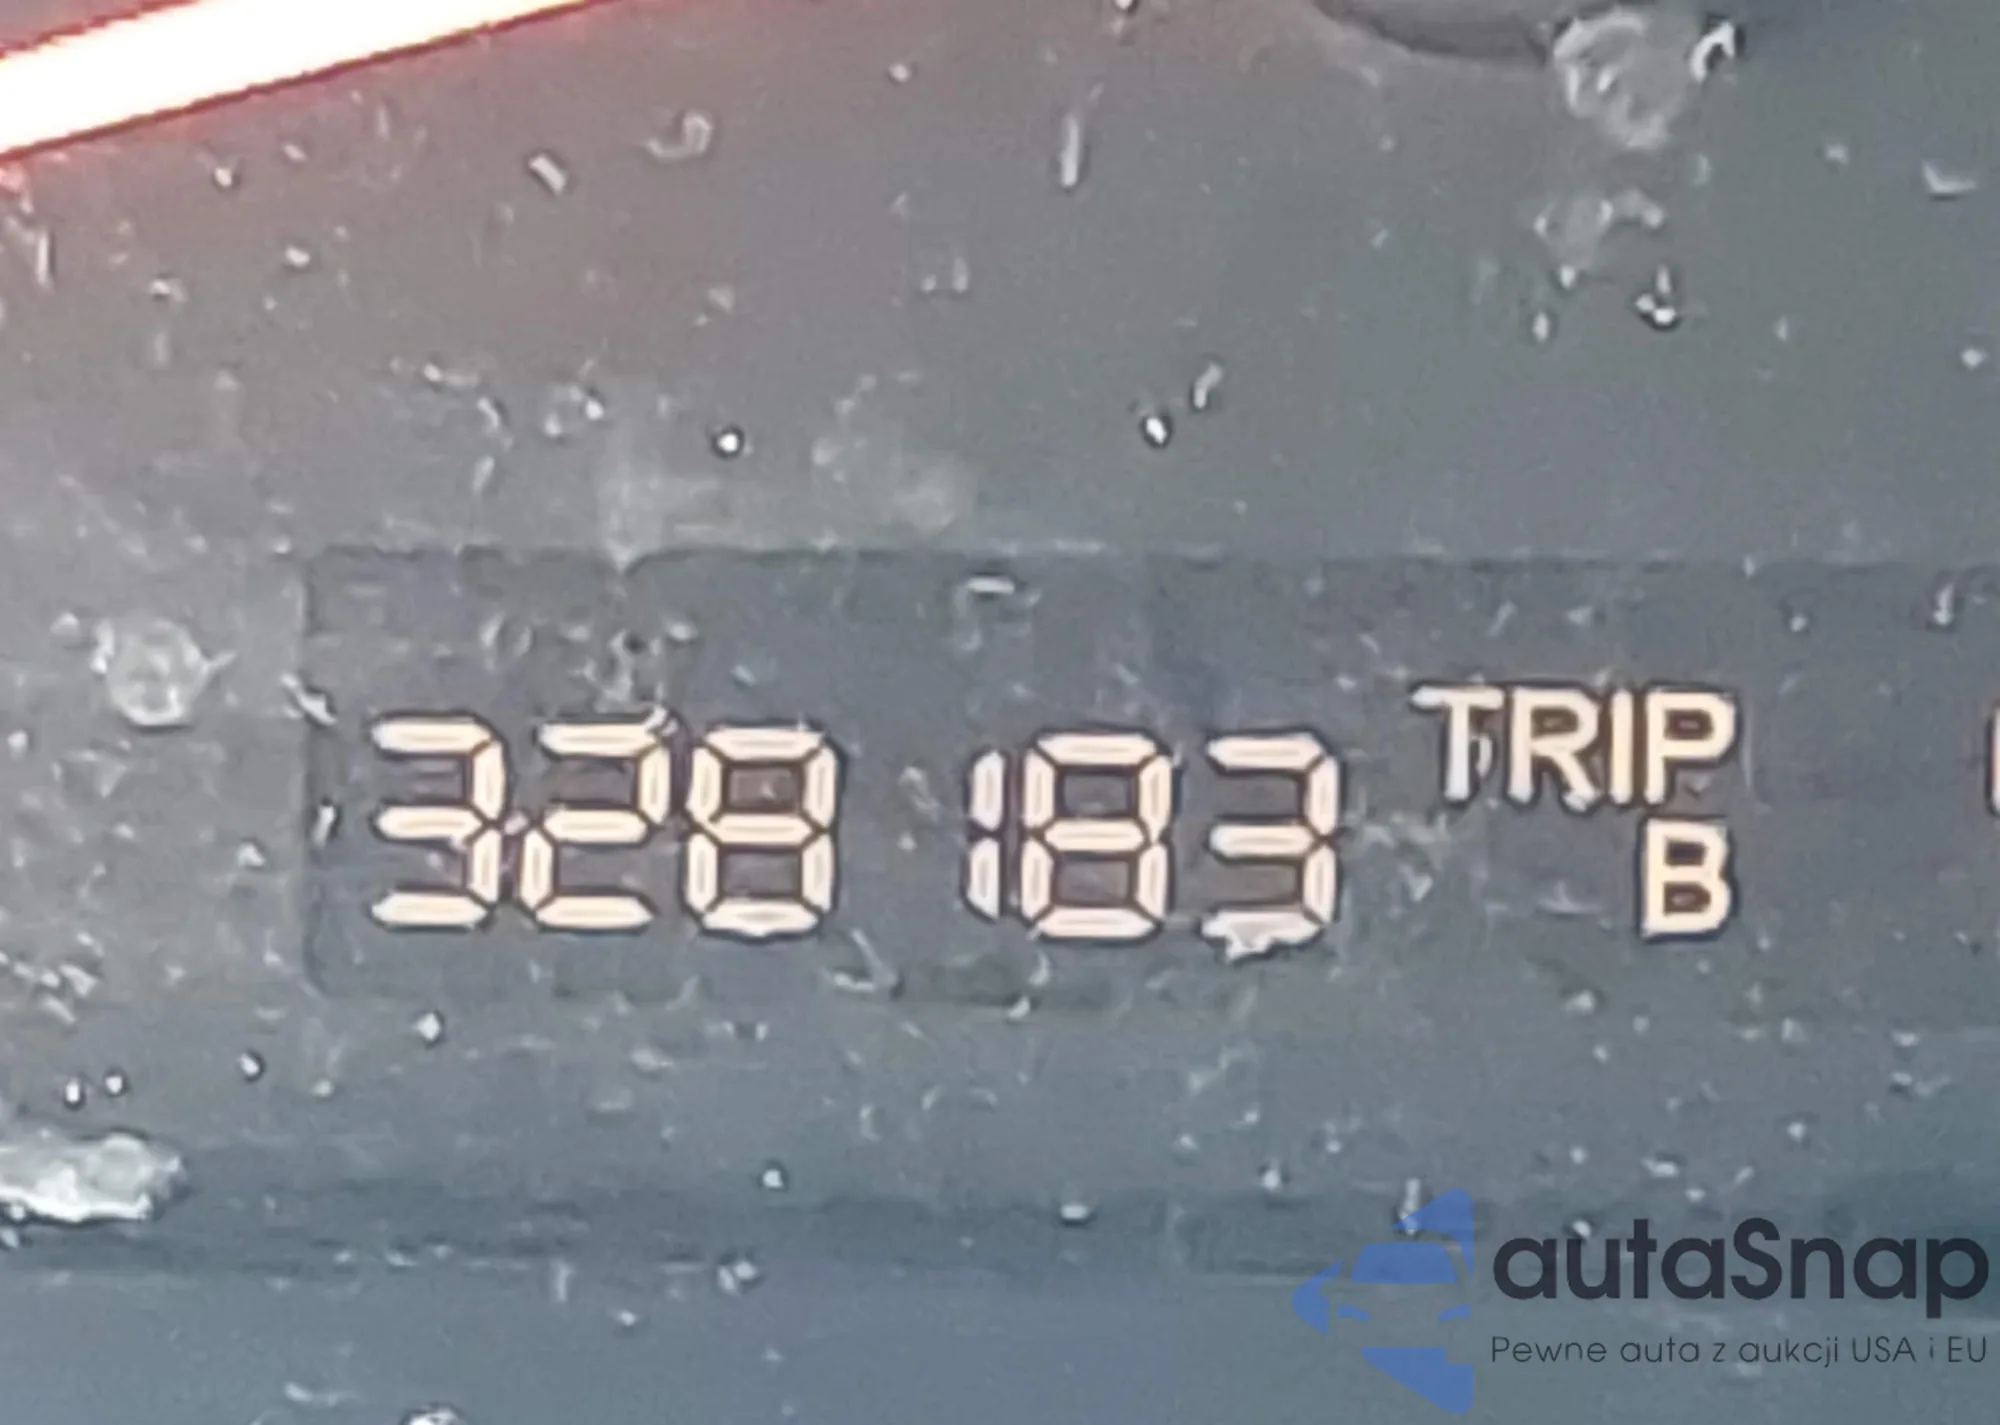 328 183 TRIP
B
autaSnap
Pewne auta z aukcji USA i EU